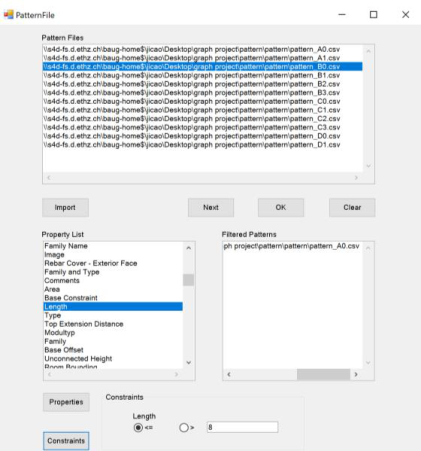 PatternFile
Pattern Files
\\s4d-fs.d.ethz.ch\baug-home$\jicao\Desktop\graph project\pattern\pattern\pattern_A0.csv
\\s4d-fs.d.ethz.ch\baug-home$\jicao\Desktop\graph project\pattern\pattern\pattern_A1.csv
\\s4d-fs.d.ethz.ch\baug-home$\jicao\Desktop\graph project\pattern\pattern\pattern_B0.csv
\\s4d-fs.d.ethz.ch\baug-home$\jicao\Desktop\graph project\pattern\pattern\pattern_B1.csv
\\s4d-fs.d.ethz.ch\baug-home$\jicao\Desktop\graph project\pattern\pattern\pattern_B2.csv
\\s4d-fs.d.ethz.ch\baug-home$\jicao\Desktop\graph project\pattern\pattern\pattern_B3.csv
\\s4d-fs.d.ethz.ch\baug-home$\jicao\Desktop\graph project\pattern\pattern\pattern_C0.csv
\\s4d-fs.d.ethz.ch\baug-home$\jicao\Desktop\graph project\pattern\pattern\pattern_C1.csv
\\s4d-fs.d.ethz.ch\baug-home$\jicao\Desktop\graph project\pattern\pattern\pattern_C2.csv
\\s4d-fs.d.ethz.ch\baug-home$\jicao\Desktop\graph project\pattern\pattern\pattern_C3.csv
\\s4d-fs.d.ethz.ch\baug-home$\jicao\Desktop\graph project\pattern\pattern\pattern_D0.csv
\\s4d-fs.d.ethz.ch\baug-home$\jicao\Desktop\graph project\pattern\pattern\pattern_D1.csv
Import Next OK Clear
Property List
Family Name
Image
Rebar Cover - Exterior Face
Family and Type
Comments
Area
Base Constraint
Length
Type
Top Extension Distance
Modultyp
Family
Base Offset
Unconnected Height
Room Bounding
Filtered Patterns
ph project\pattern\pattern\pattern_A0.csv
Properties
Constraints
Constraints
Length
<= > 8